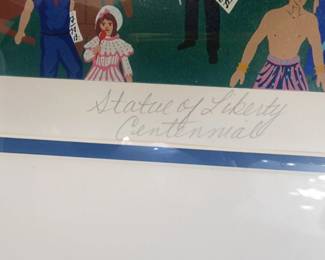 Statue of Liberty
Centennial